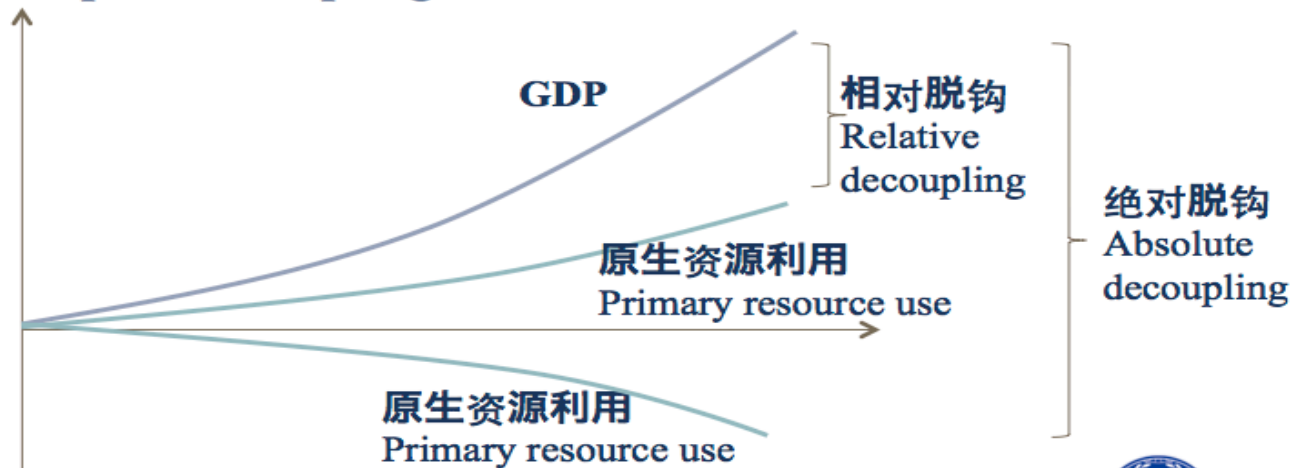 GDP
相对脱钩
Relative
decoupling
绝对脱钩
Absolute
decoupling
原生资源利用
Primary resource use
原生资源利用
Primary resource use